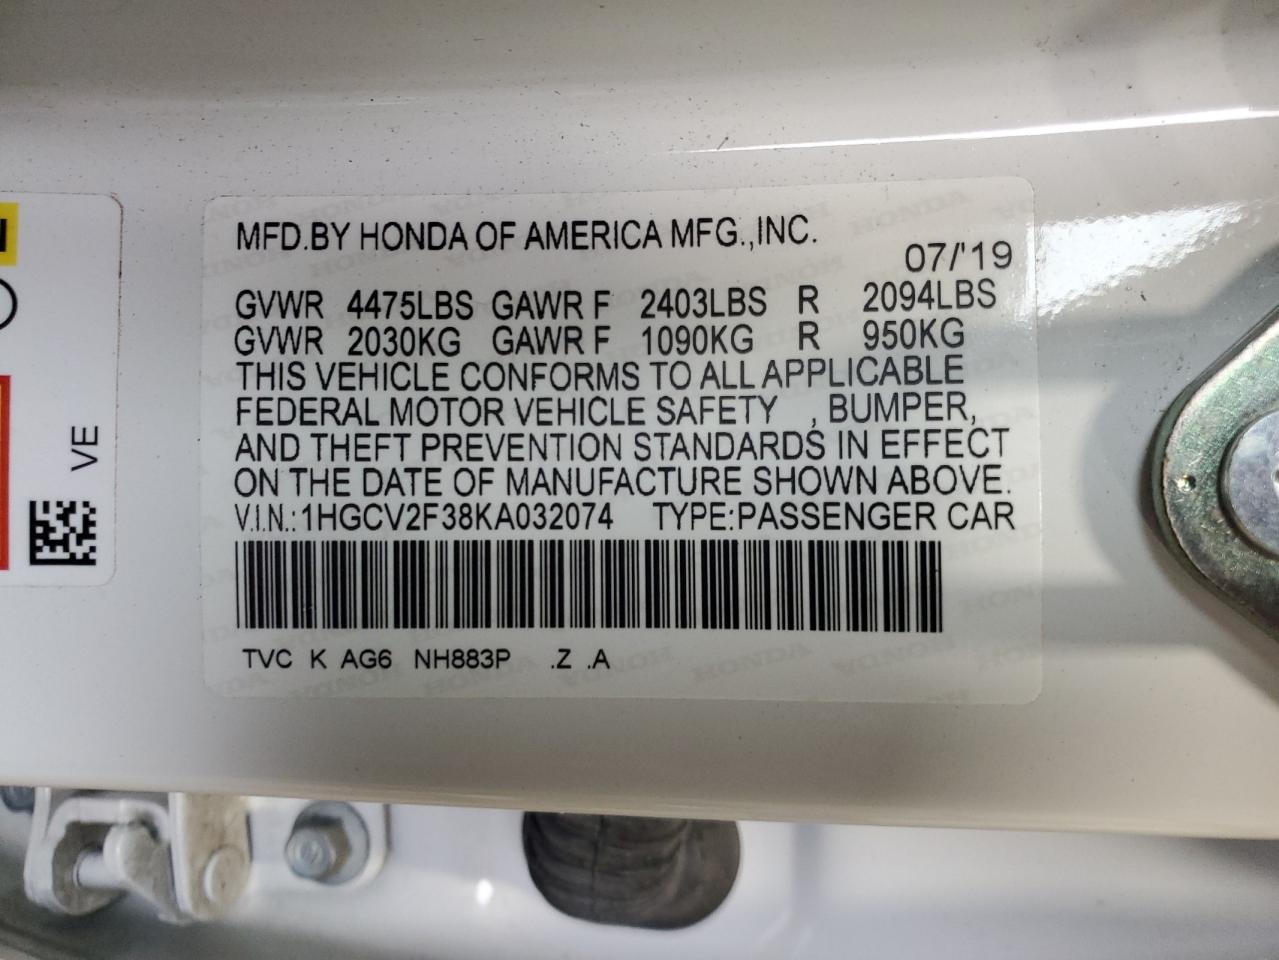 MFD.BY HONDA OF AMERICA MFG.,INC.
07/'19
GVWR 4475LBS GAWR F 2403LBS R 2094LBS
GVWR 2030KG GAWR F 1090KG R 950KG
THIS VEHICLE CONFORMS TO ALL APPLICABLE
FEDERAL MOTOR VEHICLE SAFETY , BUMPER,
AND THEFT PREVENTION STANDARDS IN EFFECT
ON THE DATE OF MANUFACTURE SHOWN ABOVE.
V.I.N.:1HGCV2F38KA032074 TYPE:PASSENGER CAR
TVC K AG6 NH883P .Z .A
VE